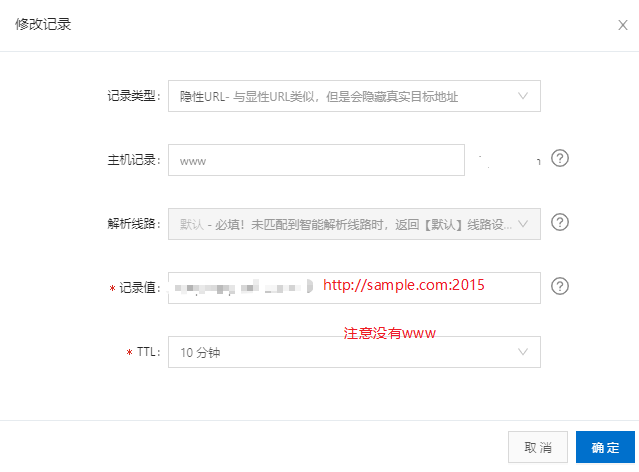 修改记录
记录类型: 隐性URL- 与显性URL类似，但是会隐藏真实目标地址
主机记录: www
解析线路: 默认 - 必填！未匹配到智能解析线路时，返回【默认】线路设...
* 记录值: http://sample.com:2015
注意没有www
* TTL: 10 分钟
取 消 确 定